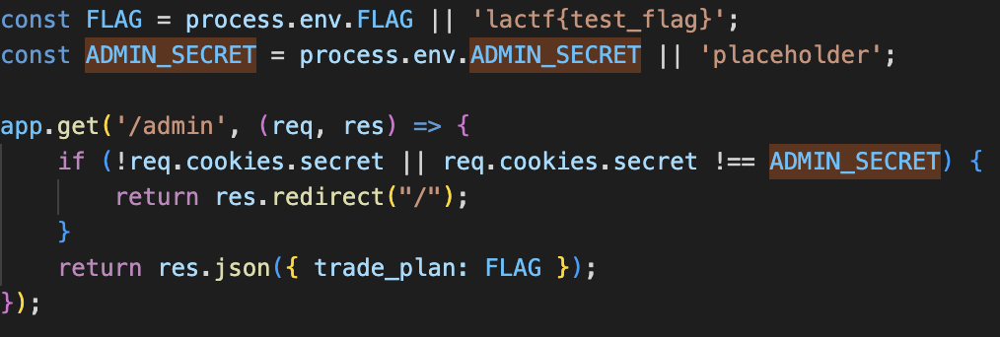 const FLAG = process.env.FLAG || 'lactf{test_flag}';
const ADMIN_SECRET = process.env.ADMIN_SECRET || 'placeholder';
app.get('/admin', (req, res) => {
if (!req.cookies.secret || req.cookies.secret !== ADMIN_SECRET) {
return res.redirect("/");
}
return res.json({ trade_plan: FLAG });
});